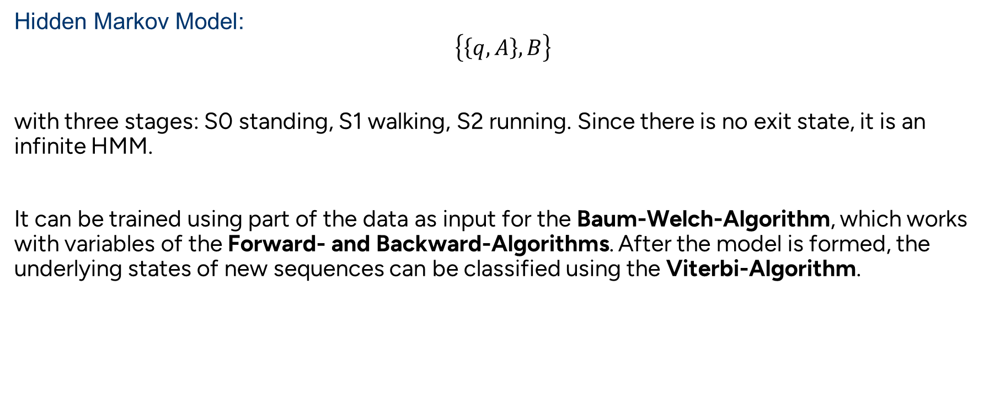 Hidden Markov Model:
{{q, A}, B}
with three stages: S0 standing, S1 walking, S2 running. Since there is no exit state, it is an
infinite HMM.
It can be trained using part of the data as input for the Baum-Welch-Algorithm, which works
with variables of the Forward- and Backward-Algorithms. After the model is formed, the
underlying states of new sequences can be classified using the Viterbi-Algorithm.